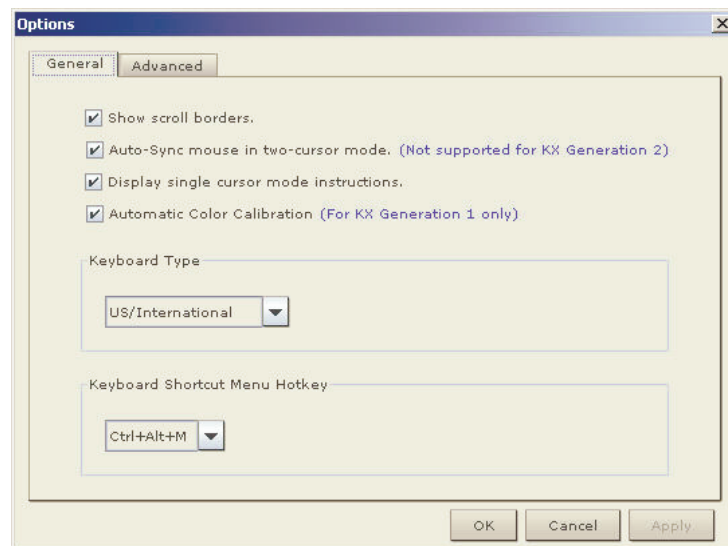 Options
General Advanced
Show scroll borders.
Auto-Sync mouse in two-cursor mode. (Not supported for KX Generation 2)
Display single cursor mode instructions.
Automatic Color Calibration (For KX Generation 1 only)
Keyboard Type
US/International
Keyboard Shortcut Menu Hotkey
Ctrl+Alt+M
OK Cancel Apply